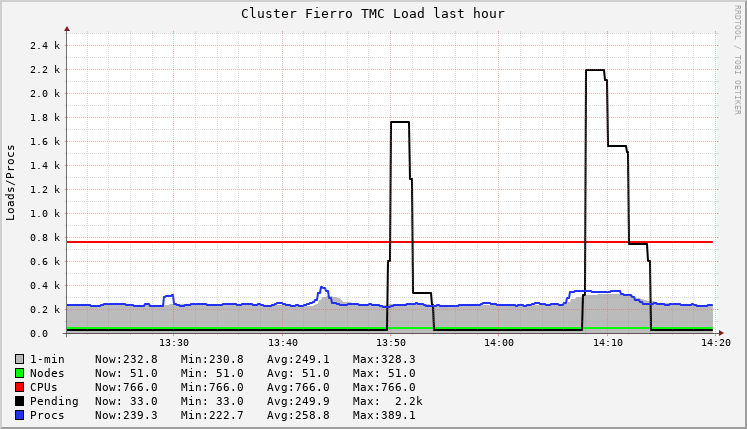 Cluster Fierro TMC Load last hour
RRDTOOL / TOBI OETIKER
Loads/Procs
2.4 k
2.2 k
2.0 k
1.8 k
1.6 k
1.4 k
1.2 k
1.0 k
0.8 k
0.6 k
0.4 k
0.2 k
0.0
13:30 13:40 13:50 14:00 14:10 14:20
1-min Now:232.8 Min:230.8 Avg:249.1 Max:328.3
Nodes Now: 51.0 Min: 51.0 Avg: 51.0 Max: 51.0
CPUs Now:766.0 Min:766.0 Avg:766.0 Max:766.0
Pending Now: 33.0 Min: 33.0 Avg:249.9 Max: 2.2k
Procs Now:239.3 Min:222.7 Avg:258.8 Max:389.1